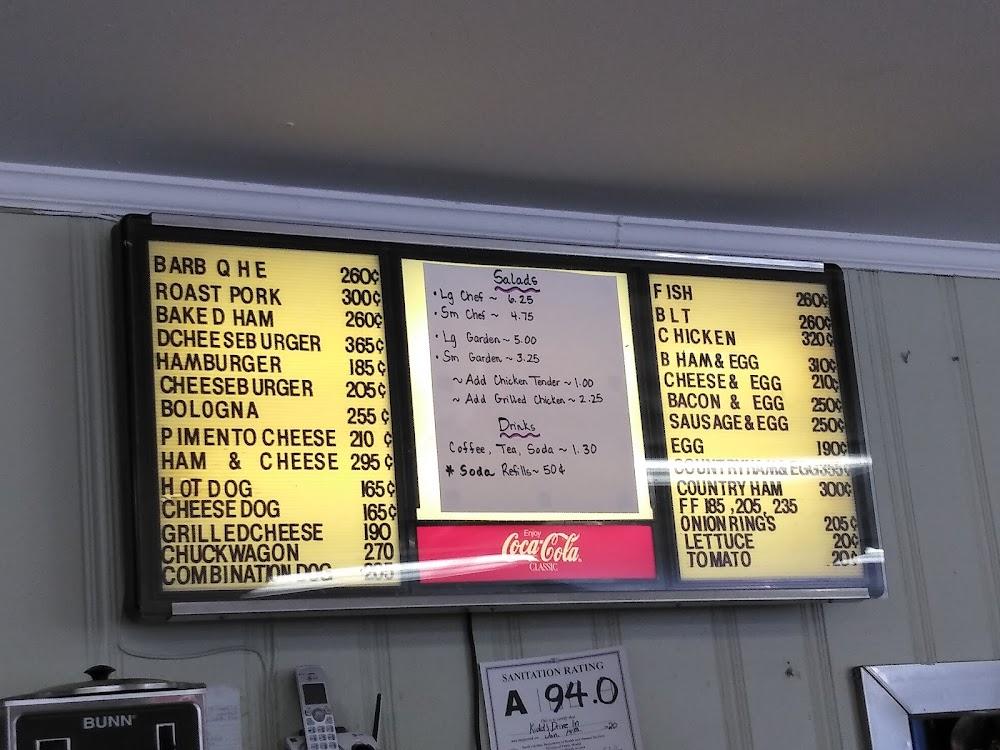 BARB Q HE 260¢
ROAST PORK 300¢
BAKED HAM 260¢
DCHEESEBURGER 365¢
HAMBURGER 185¢
CHEESEBURGER 205¢
BOLOGNA 255¢
PIMENTO CHEESE 210¢
HAM & CHEESE 295¢
HOT DOG 165¢
CHEESE DOG 165¢
GRILLEDCHEESE 190
CHUCKWAGON 270
COMBINATION DOG
Salads
• Lg Chef ~ 6.25
• Sm Chef ~ 4.75
• Lg Garden ~ 5.00
• Sm Garden ~ 3.25
~ Add Chicken Tender ~ 1.00
~ Add Grilled Chicken ~ 2.25
Drinks
Coffee, Tea, Soda ~ 1.30
* Soda Refills ~ 50¢
Enjoy
Coca-Cola
CLASSIC
FISH 260¢
BLT 260¢
CHICKEN 320¢
B HAM & EGG 310¢
CHEESE & EGG 210¢
BACON & EGG 250¢
SAUSAGE & EGG 250¢
EGG 190¢
COUNTRYHAM & EGG
COUNTRY HAM 300¢
FF 185, 205, 235
ONION RING'S 205¢
LETTUCE 20¢
TOMATO 20¢
BUNN
SANITATION RATING
A 94.0